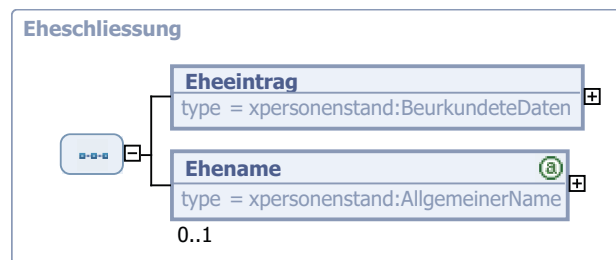 Eheschliessung
Eheeintrag
type = xpersonenstand:BeurkundeteDaten
Ehename
type = xpersonenstand:AllgemeinerName
0..1